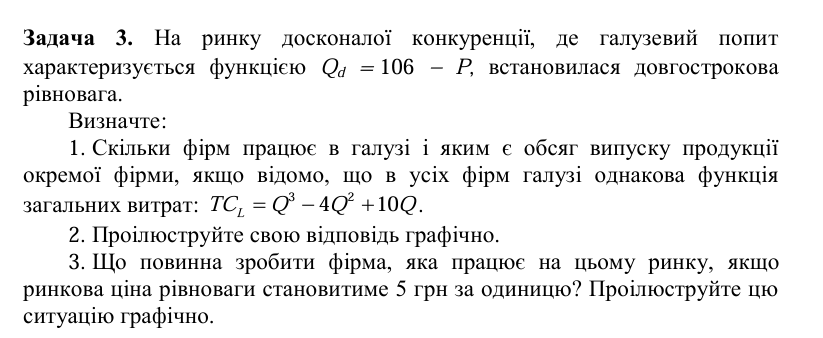 Задача 3. На ринку досконалої конкуренції, де галузевий попит
характеризується функцією Q_d = 106 − P, встановилася довгострокова
рівновага.
Визначте:
1. Скільки фірм працює в галузі і яким є обсяг випуску продукції
окремої фірми, якщо відомо, що в усіх фірм галузі однакова функція
загальних витрат: TC_L = Q³ − 4Q² +10Q.
2. Проілюструйте свою відповідь графічно.
3. Що повинна зробити фірма, яка працює на цьому ринку, якщо
ринкова ціна рівноваги становитиме 5 грн за одиницю? Проілюструйте цю
ситуацію графічно.